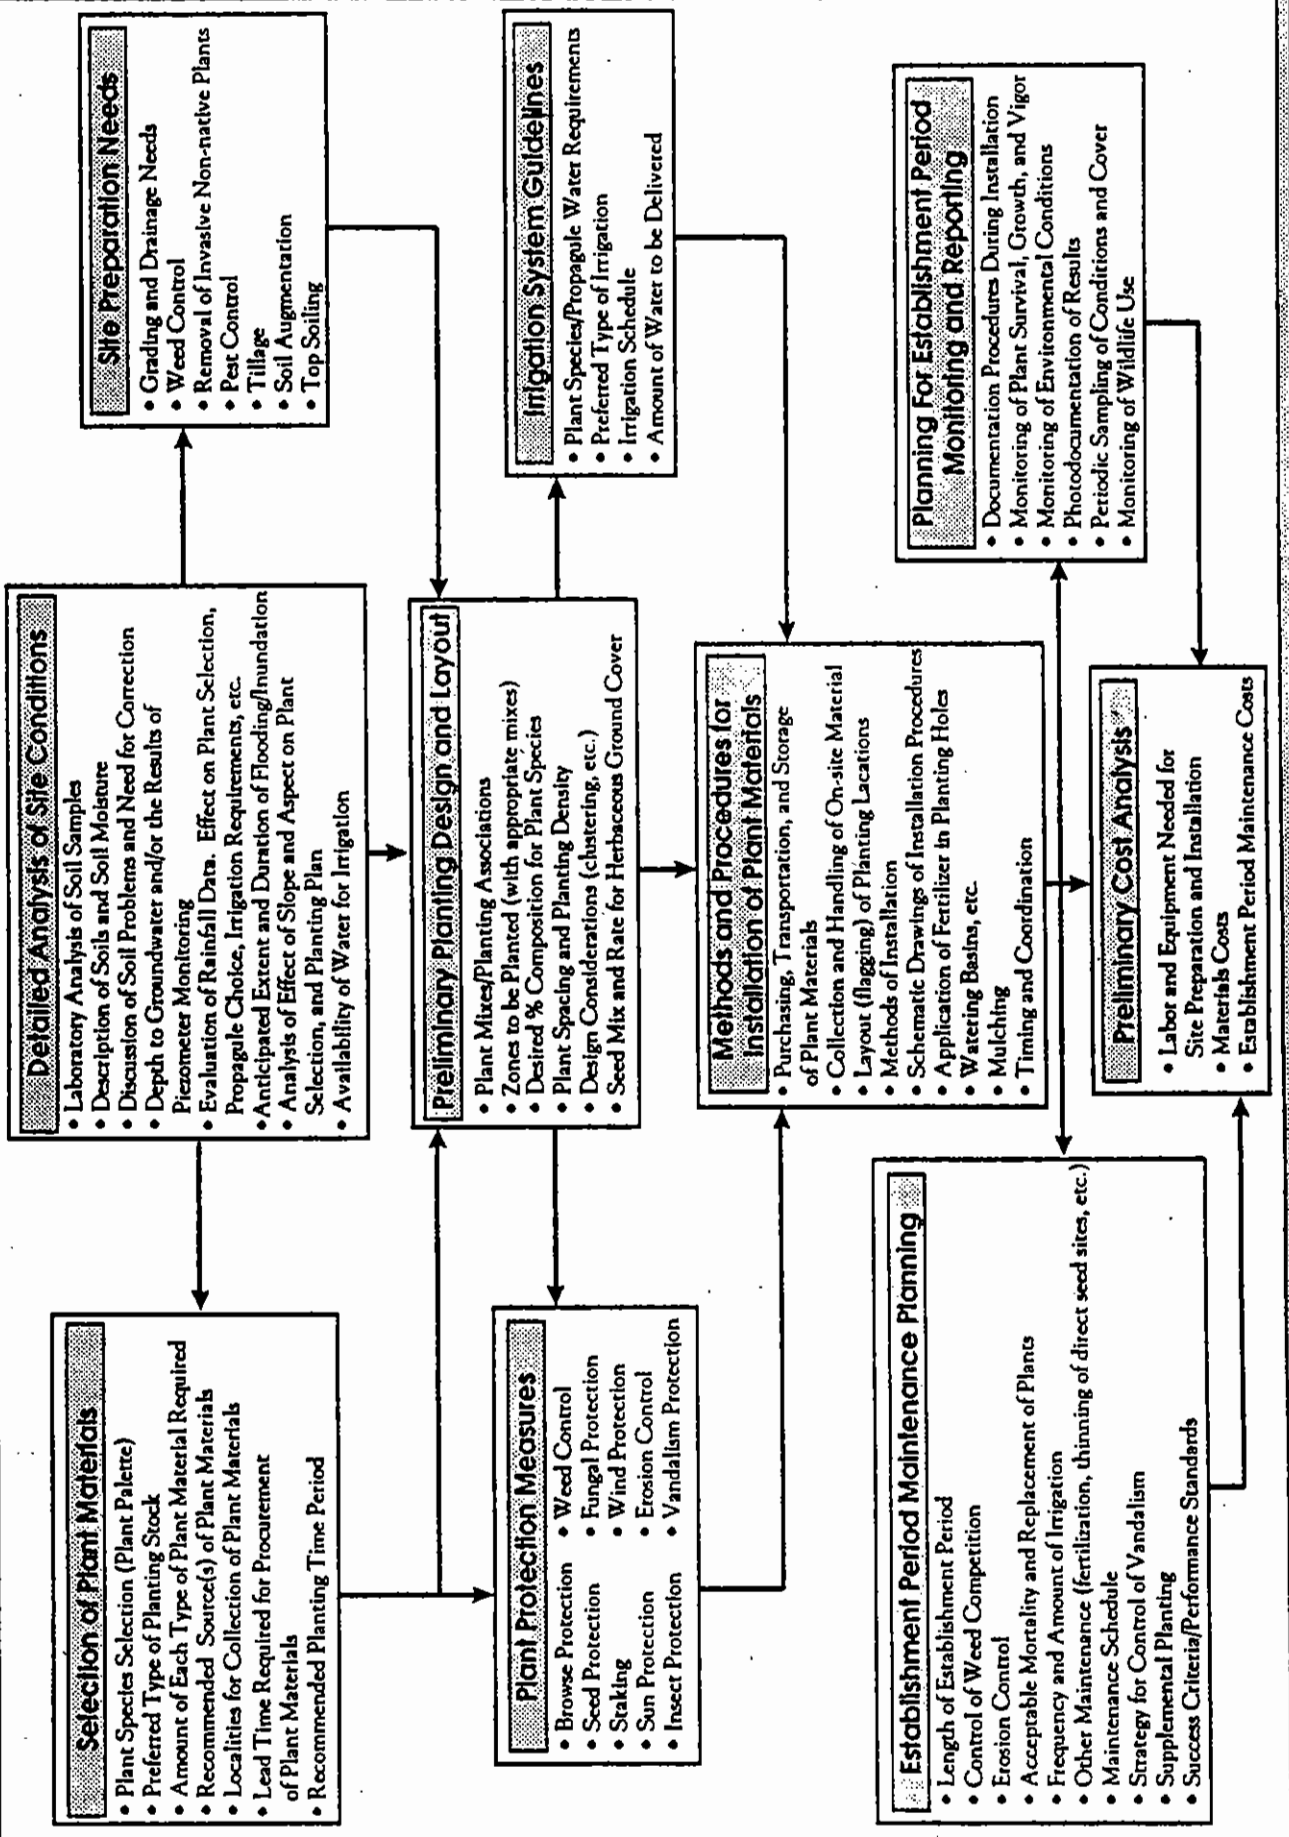 Detailed Analysis of Site Conditions
• Laboratory Analysis of Soil Samples
• Description of Soils and Soil Moisture
• Discussion of Soil Problems and Need for Correction
• Depth to Groundwater and/or the Results of
Piezometer Monitoring
• Evaluation of Rainfall Data. Effect on Plant Selection,
Propagule Choice, Irrigation Requirements, etc.
• Anticipated Extent and Duration of Flooding/Inundation
• Analysis of Effect of Slope and Aspect on Plant
Selection, and Planting Plan
• Availability of Water for Irrigation
Selection of Plant Materials
• Plant Species Selection (Plant Palette)
• Preferred Type of Planting Stock
• Amount of Each Type of Plant Material Required
• Recommended Source(s) of Plant Materials
• Localities for Collection of Plant Materials
• Lead Time Required for Procurement
of Plant Materials
• Recommended Planting Time Period
Site Preparation Needs
• Grading and Drainage Needs
• Weed Control
• Removal of Invasive Non-native Plants
• Pest Control
• Tillage
• Soil Augmentation
• Top Soiling
Preliminary Planting Design and Layout
• Plant Mixes/Planting Associations
• Zones to be Planted (with appropriate mixes)
• Desired % Composition for Plant Species
• Plant Spacing and Planting Density
• Design Considerations (clustering, etc.)
• Seed Mix and Rate for Herbaceous Ground Cover
Plant Protection Measures
• Browse Protection • Weed Control
• Seed Protection • Fungal Protection
• Staking • Wind Protection
• Sun Protection • Erosion Control
• Insect Protection • Vandalism Protection
Irrigation System Guidelines
• Plant Species/Propagule Water Requirements
• Preferred Type of Irrigation
• Irrigation Schedule
• Amount of Water to be Delivered
Methods and Procedures for
Installation of Plant Materials
• Purchasing, Transportation, and Storage
of Plant Materials
• Collection and Handling of On-site Material
• Layout (flagging) of Planting Locations
• Methods of Installation
• Schematic Drawings of Installation Procedures
• Application of Fertilizer in Planting Holes
• Watering Basins, etc.
• Mulching
• Timing and Coordination
Establishment Period Maintenance Planning
• Length of Establishment Period
• Control of Weed Competition
• Erosion Control
• Acceptable Mortality and Replacement of Plants
• Frequency and Amount of Irrigation
• Other Maintenance (fertilization, thinning of direct seed sites, etc.)
• Maintenance Schedule
• Strategy for Control of Vandalism
• Supplemental Planting
• Success Criteria/Performance Standards
Planning For Establishment Period
Monitoring and Reporting
• Documentation Procedures During Installation
• Monitoring of Plant Survival, Growth, and Vigor
• Monitoring of Environmental Conditions
• Photodocumentation of Results
• Periodic Sampling of Conditions and Cover
• Monitoring of Wildlife Use
Preliminary Cost Analysis
• Labor and Equipment Needed for
Site Preparation and Installation
• Materials Costs
• Establishment Period Maintenance Costs